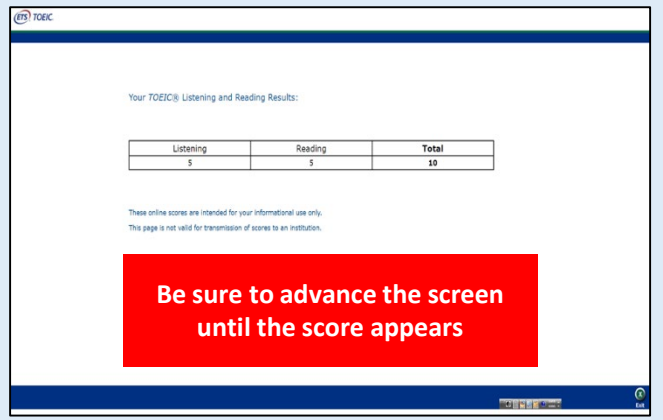 ETS TOEIC.
Your TOEIC® Listening and Reading Results:
Listening Reading Total
5 5 10
These online scores are intended for your informational use only.
This page is not valid for transmission of scores to an institution.
Be sure to advance the screen
until the score appears
Exit